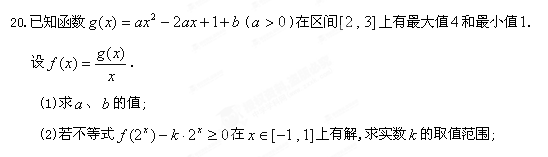 20.已知函数 g(x)=ax²-2ax+1+b (a>0)在区间[2,3]上有最大值4和最小值1.
设 f(x)=g(x)/x .
(1)求a、b的值;
(2)若不等式 f(2ˣ)-k·2ˣ≥0在 x∈[-1,1]上有解,求实数k的取值范围;